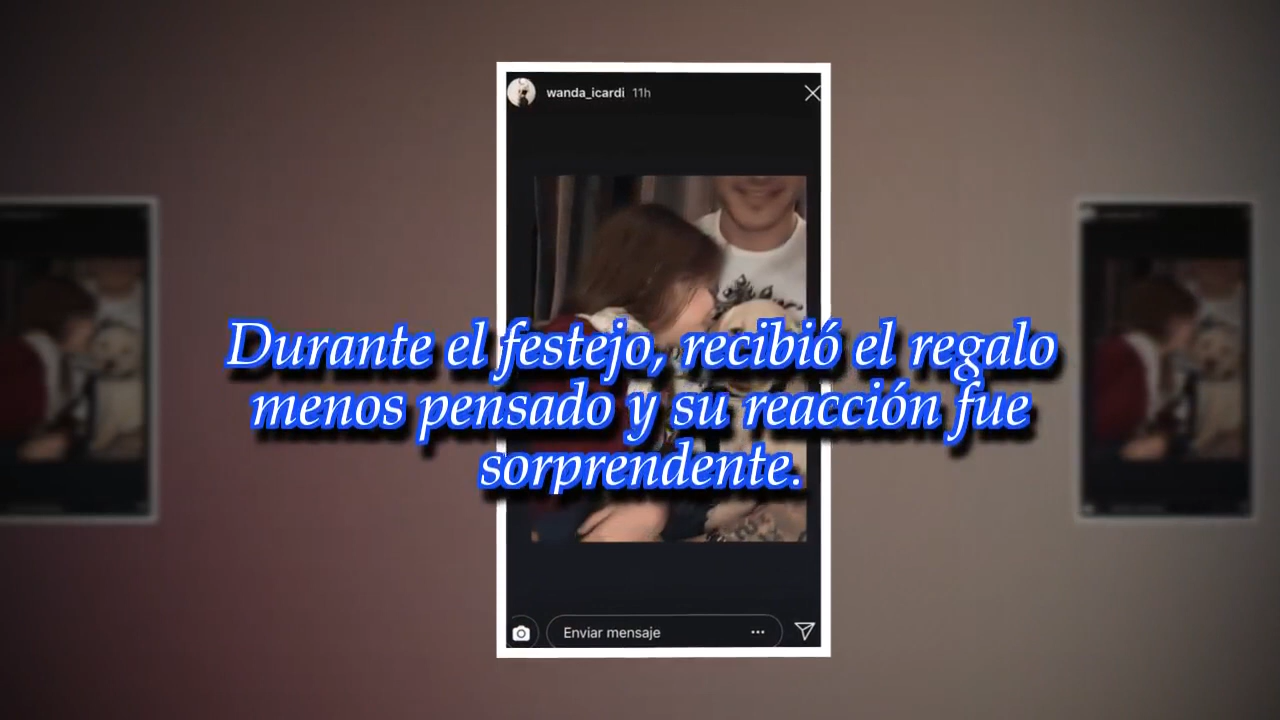 wanda_icardi 11h
Durante el festejo, recibió el regalo
menos pensado y su reacción fue
sorprendente.
Enviar mensaje